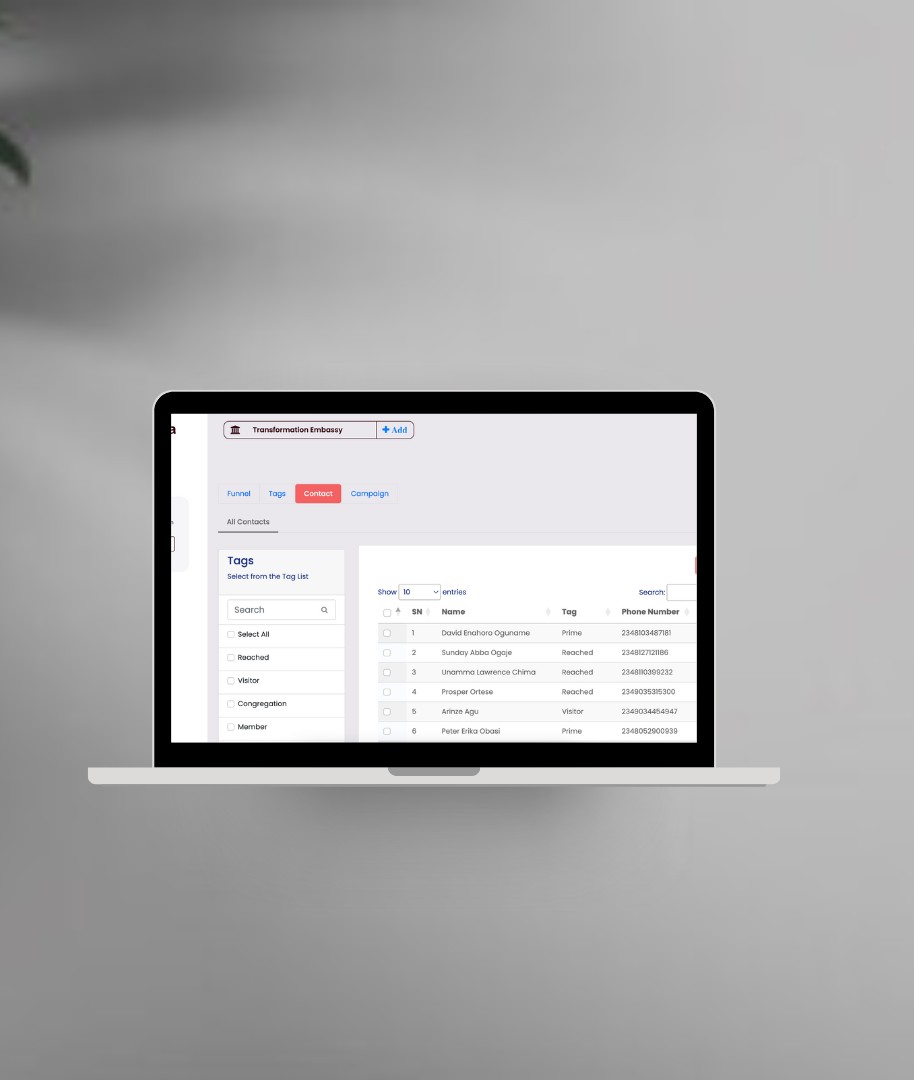 a
Transformation Embassy
Add
Funnel Tags Contact Campaign
All Contacts
Tags
Select from the Tag List
Search
Select All
Reached
Visitor
Congregation
Member
Show 10 entries
Search:
SN Name Tag Phone Number
1 David Enahoro Oguname Prime 2348103487181
2 Sunday Abba Ogaje Reached 2348127121186
3 Unamma Lawrence Chima Reached 2348110399232
4 Prosper Ortese Reached 2349035315300
5 Arinze Agu Visitor 2349034454947
6 Peter Erika Obasi Prime 2348052900939